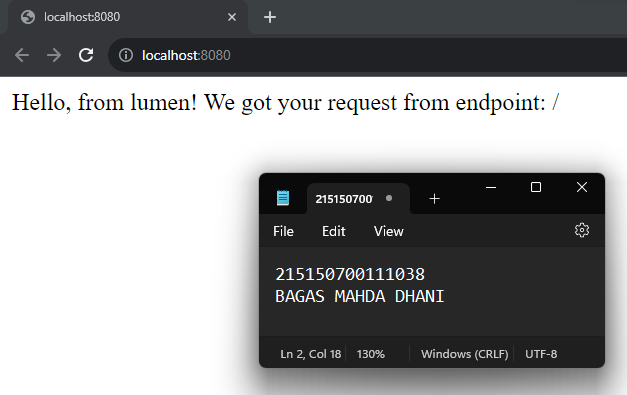 localhost:8080
localhost:8080
Hello, from lumen! We got your request from endpoint: /
215150700
File Edit View
215150700111038
BAGAS MAHDA DHANI
Ln 2, Col 18 130% Windows (CRLF) UTF-8